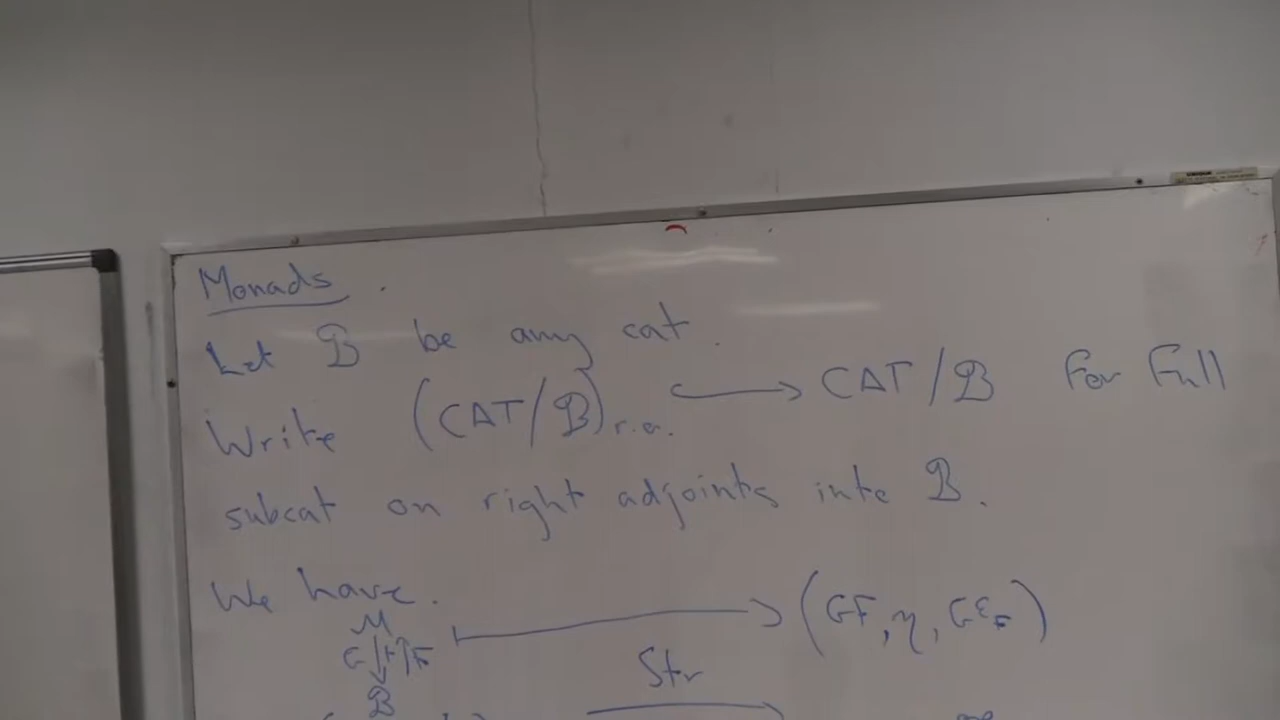 Monads.
Let B be any cat.
Write (CAT/B)r.a. ↪ CAT/B for full
subcat on right adjoints into B.
We have.
M ⟼ (GF, η, GεF)
G ↓ ⊣ ↑ F
B
Str